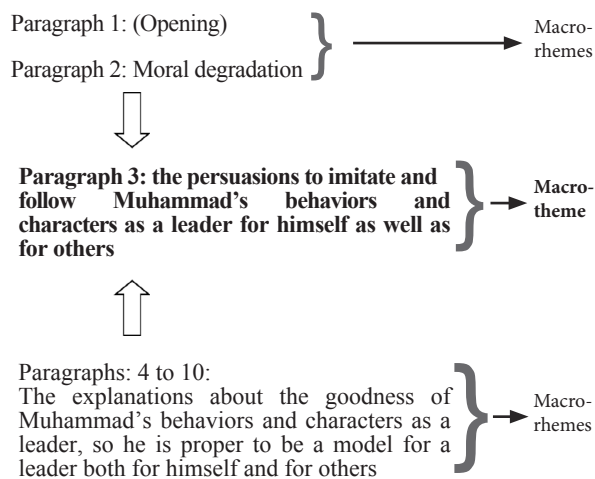 Paragraph 1: (Opening)
Macro-
rhemes
Paragraph 2: Moral degradation
Paragraph 3: the persuasions to imitate and
follow Muhammad's behaviors and
characters as a leader for himself as well as
for others
Macro-
theme
Paragraphs: 4 to 10:
The explanations about the goodness of
Muhammad's behaviors and characters as a
leader, so he is proper to be a model for a
leader both for himself and for others
Macro-
rhemes